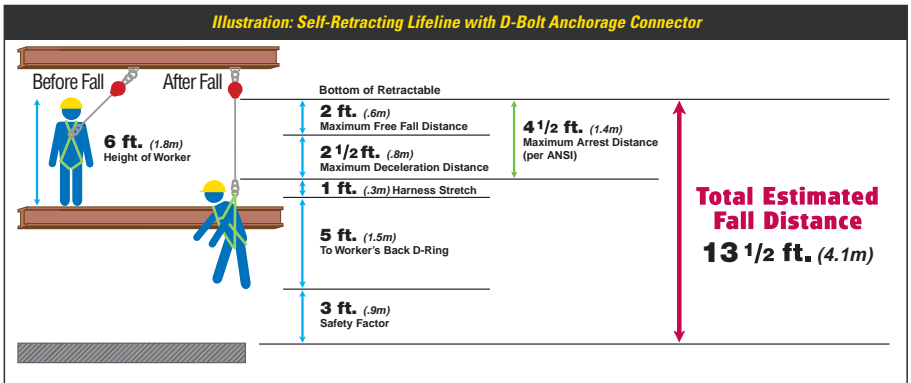 Illustration: Self-Retracting Lifeline with D-Bolt Anchorage Connector
Before Fall
After Fall
6 ft. (1.8m)
Height of Worker
Bottom of Retractable
2 ft. (.6m)
Maximum Free Fall Distance
2 1/2 ft. (.8m)
Maximum Deceleration Distance
4 1/2 ft. (1.4m)
Maximum Arrest Distance
(per ANSI)
1 ft. (.3m) Harness Stretch
5 ft. (1.5m)
To Worker's Back D-Ring
3 ft. (.9m)
Safety Factor
Total Estimated
Fall Distance
13 1/2 ft. (4.1m)